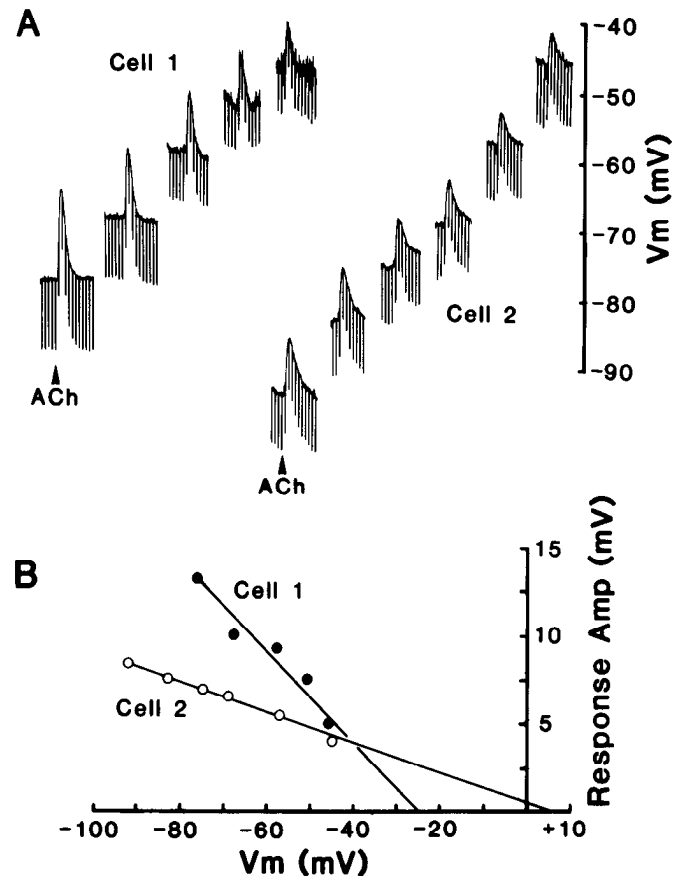 A
Cell 1
ACh
Cell 2
ACh
-40
-50
-60
-70
-80
-90
Vm (mV)
B
Cell 1
Cell 2
15
10
5
Response Amp (mV)
-100 -80 -60 -40 -20 +10
Vm (mV)